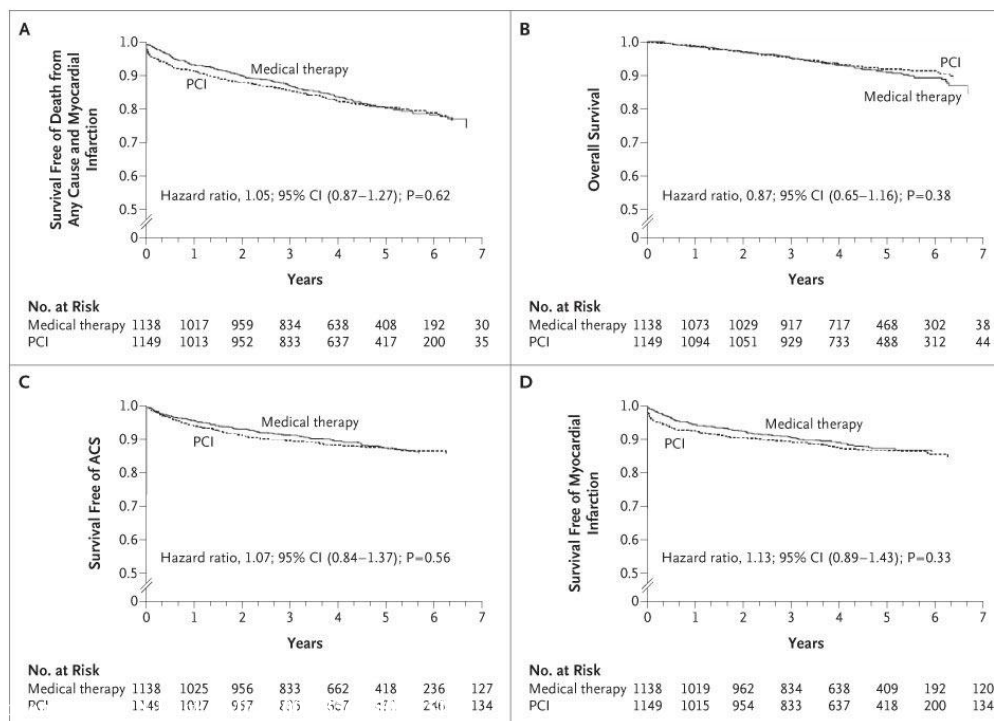 A
Survival Free of Death from
Any Cause and Myocardial
Infarction
1.0
0.9
0.8
0.7
0.6
0.5
0
Medical therapy
PCI
Hazard ratio, 1.05; 95% CI (0.87–1.27); P=0.62
0 1 2 3 4 5 6 7
Years
No. at Risk
Medical therapy 1138 1017 959 834 638 408 192 30
PCI 1149 1013 952 833 637 417 200 35
B
Overall Survival
1.0
0.9
0.8
0.7
0.6
0.5
0
PCI
Medical therapy
Hazard ratio, 0.87; 95% CI (0.65–1.16); P=0.38
0 1 2 3 4 5 6 7
Years
No. at Risk
Medical therapy 1138 1073 1029 917 717 468 302 38
PCI 1149 1094 1051 929 733 488 312 44
C
Survival Free of ACS
1.0
0.9
0.8
0.7
0.6
0.5
0
Medical therapy
PCI
Hazard ratio, 1.07; 95% CI (0.84–1.37); P=0.56
0 1 2 3 4 5 6 7
Years
No. at Risk
Medical therapy 1138 1025 956 833 662 418 236 127
1149 134
D
Survival Free of Myocardial
Infarction
1.0
0.9
0.8
0.7
0.6
0.5
0
Medical therapy
PCI
Hazard ratio, 1.13; 95% CI (0.89–1.43); P=0.33
0 1 2 3 4 5 6 7
Years
No. at Risk
Medical therapy 1138 1019 962 834 638 409 192 120
PCI 1149 1015 954 833 637 418 200 134